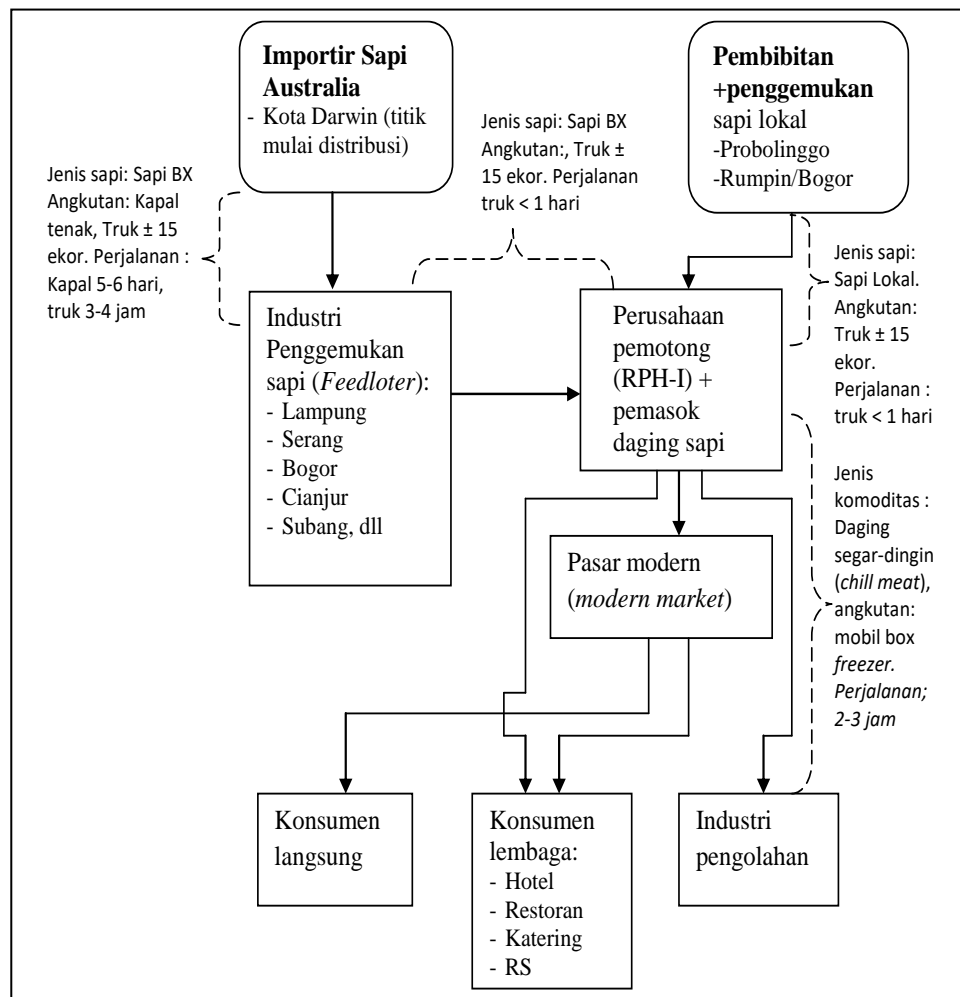 Importir Sapi
Australia
- Kota Darwin (titik
mulai distribusi)
Pembibitan
+penggemukan
sapi lokal
-Probolinggo
-Rumpin/Bogor
Jenis sapi: Sapi BX
Angkutan:, Truk ±
15 ekor. Perjalanan
truk < 1 hari
Jenis sapi: Sapi BX
Angkutan: Kapal
tenak, Truk ± 15
ekor. Perjalanan :
Kapal 5-6 hari,
truk 3-4 jam
Jenis sapi:
Sapi Lokal.
Angkutan:
Truk ± 15
ekor.
Perjalanan :
truk < 1 hari
Industri
Penggemukan
sapi (Feedloter):
- Lampung
- Serang
- Bogor
- Cianjur
- Subang, dll
Perusahaan
pemotong
(RPH-I) +
pemasok
daging sapi
Jenis
komoditas :
Daging
segar-dingin
(chill meat),
angkutan:
mobil box
freezer.
Perjalanan;
2-3 jam
Pasar modern
(modern market)
Konsumen
langsung
Konsumen
lembaga:
- Hotel
- Restoran
- Katering
- RS
Industri
pengolahan